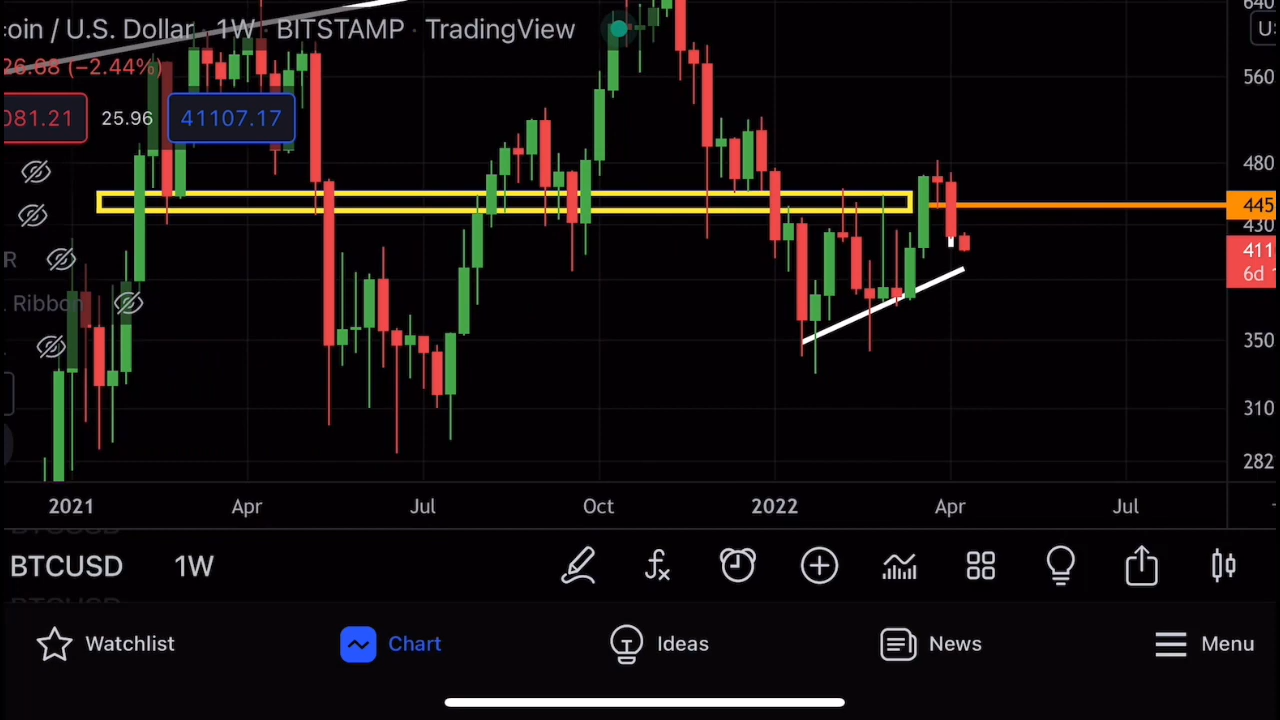 coin / U.S. Dollar · 1W · BITSTAMP · TradingView
26.68 (−2.44%)
081.21 25.96 41107.17
R
Ribbon
640
U
560
480
445
430
411
6d
350
310
282
2021 Apr Jul Oct 2022 Apr Jul
BTCUSD 1W
Watchlist Chart Ideas News Menu